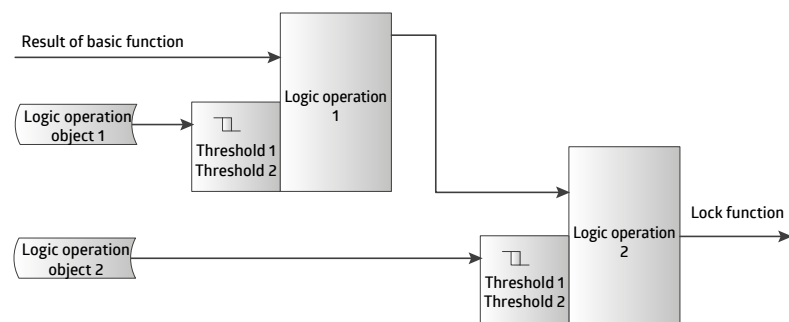 Result of basic function
Logic operation
object 1
Threshold 1
Threshold 2
Logic operation
1
Logic operation
object 2
Threshold 1
Threshold 2
Logic operation
2
Lock function